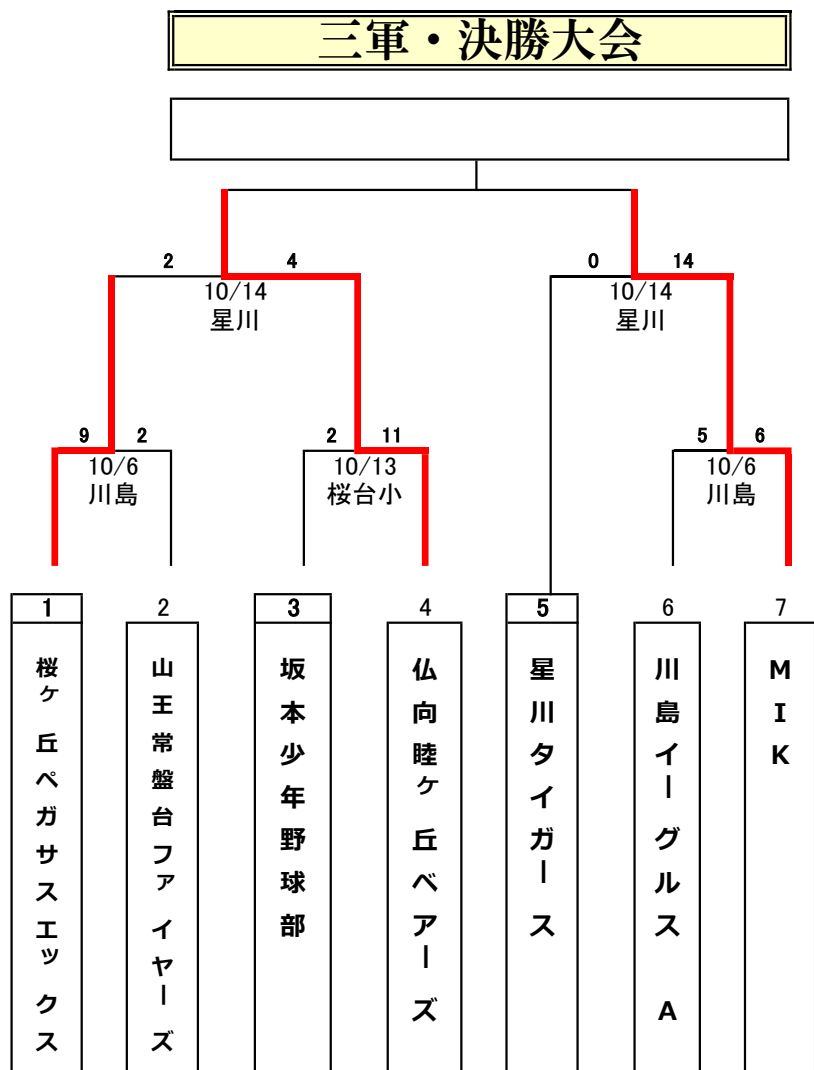 三軍・決勝大会
2 4 0 14
10/14 10/14
星川 星川
9 2 2 11 5 6
10/6 10/13 10/6
川島 桜台小 川島
1 2 3 4 5 6 7
桜ヶ丘ペガサスエックス
山王常盤台ファイヤーズ
坂本少年野球部
仏向睦ヶ丘ベアーズ
星川タイガース
川島イーグルス A
MIK